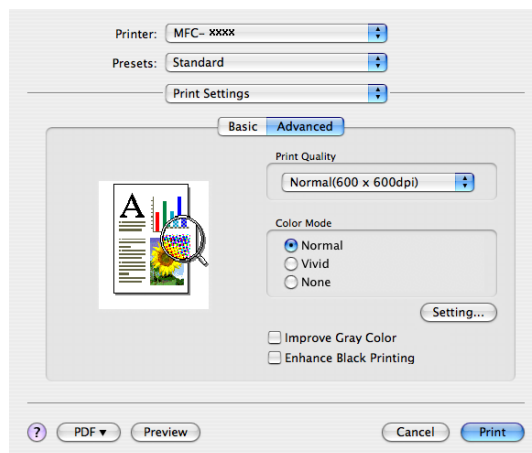 Printer: MFC- xxxx
Presets: Standard
Print Settings
Basic Advanced
Print Quality
Normal(600 x 600dpi)
Color Mode
Normal
Vivid
None
Setting...
Improve Gray Color
Enhance Black Printing
A
? PDF▼ Preview Cancel Print